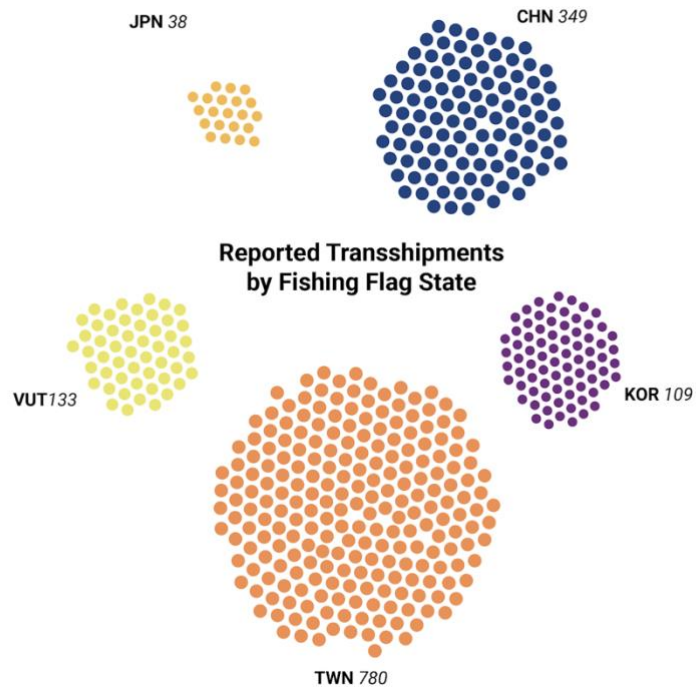 JPN 38
CHN 349
Reported Transshipments
by Fishing Flag State
VUT133
KOR 109
TWN 780